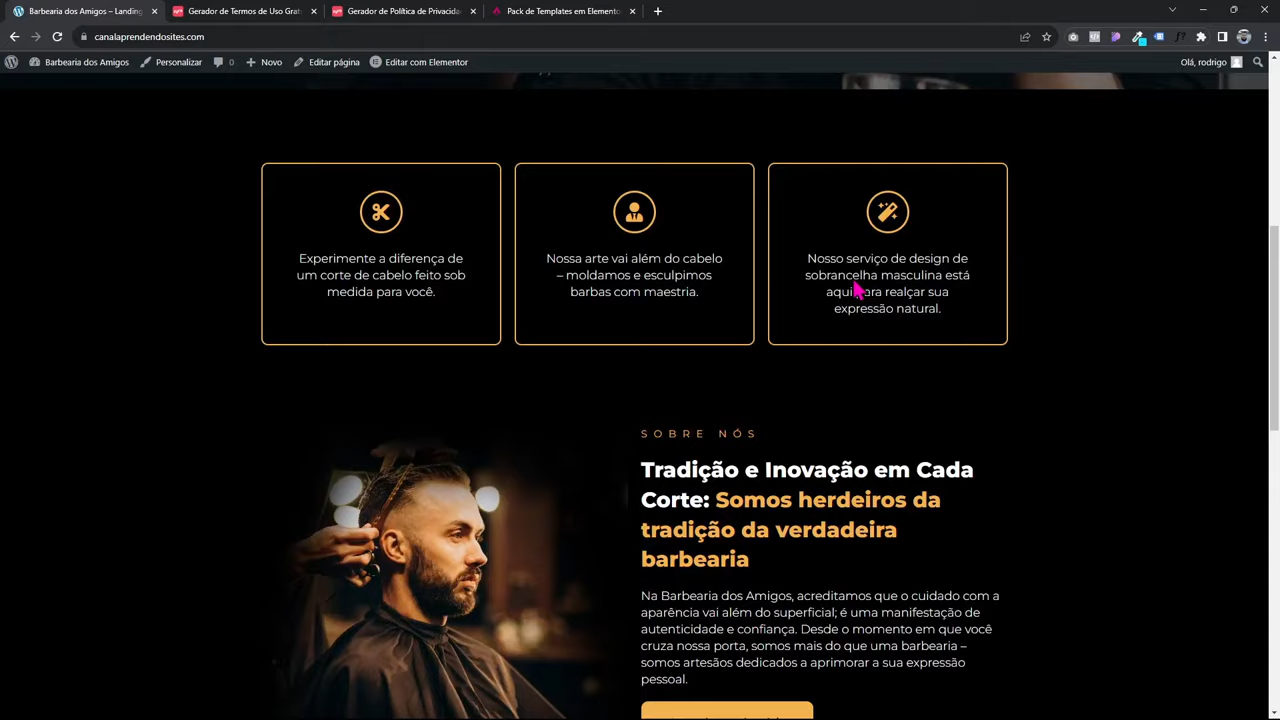 Barbearia dos Amigos – Landing
Gerador de Termos de Uso Grat
Gerador de Política de Privacida
Pack de Templates em Elemento
canalaprendendosites.com
Barbearia dos Amigos
Personalizar
0
Novo
Editar página
Editar com Elementor
Olá, rodrigo
Experimente a diferença de
um corte de cabelo feito sob
medida para você.
Nossa arte vai além do cabelo
– moldamos e esculpimos
barbas com maestria.
Nosso serviço de design de
sobrancelha masculina está
aqui para realçar sua
expressão natural.
SOBRE NÓS
Tradição e Inovação em Cada
Corte: Somos herdeiros da
tradição da verdadeira
barbearia
Na Barbearia dos Amigos, acreditamos que o cuidado com a
aparência vai além do superficial; é uma manifestação de
autenticidade e confiança. Desde o momento em que você
cruza nossa porta, somos mais do que uma barbearia –
somos artesãos dedicados a aprimorar a sua expressão
pessoal.